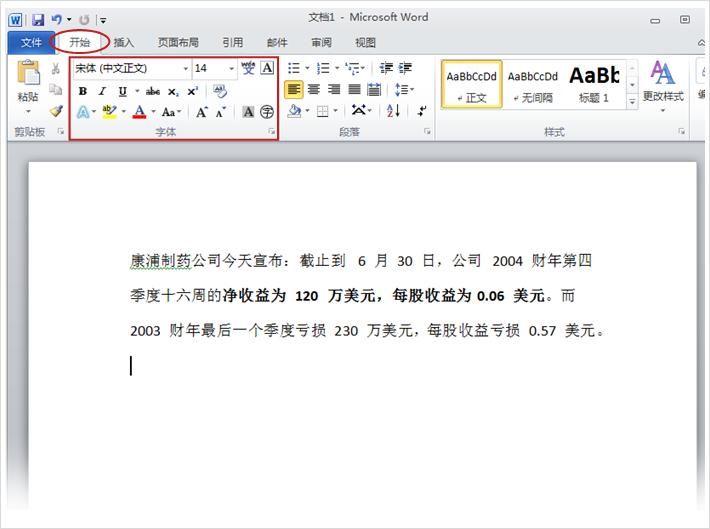 文档1 - Microsoft Word
文件 开始 插入 页面布局 引用 邮件 审阅 视图
宋体 (中文正文) 14 wén A AaBbCcDd AaBbCcDd AaBb
粘贴 B I U abc x₂ x² 正文 无间隔 标题 1 更改样式
A ab A Aa A A A 字
剪贴板 字体 段落 样式
康浦制药公司今天宣布：截止到 6 月 30 日，公司 2004 财年第四
季度十六周的净收益为 120 万美元，每股收益为0.06 美元。而
2003 财年最后一个季度亏损 230 万美元，每股收益亏损 0.57 美元。